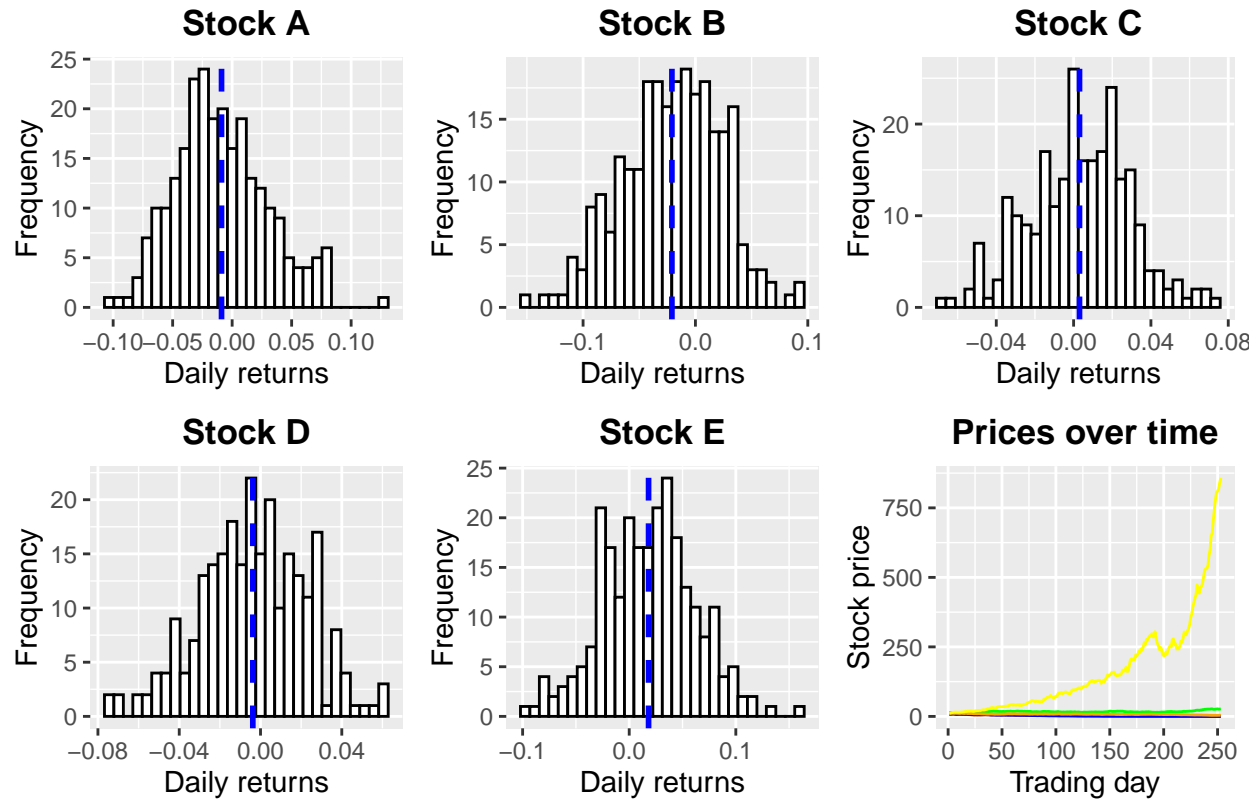 Stock A
Stock B
Stock C
25
20
15
10
5
0
Frequency
−0.10
−0.05
0.00
0.05
0.10
Daily returns
15
10
5
0
Frequency
−0.1
0.0
0.1
Daily returns
20
10
0
Frequency
−0.04
0.00
0.04
0.08
Daily returns
Stock D
Stock E
Prices over time
20
15
10
5
0
Frequency
−0.08
−0.04
0.00
0.04
Daily returns
25
20
15
10
5
0
Frequency
−0.1
0.0
0.1
Daily returns
750
500
250
0
Stock price
0
50
100
150
200
250
Trading day